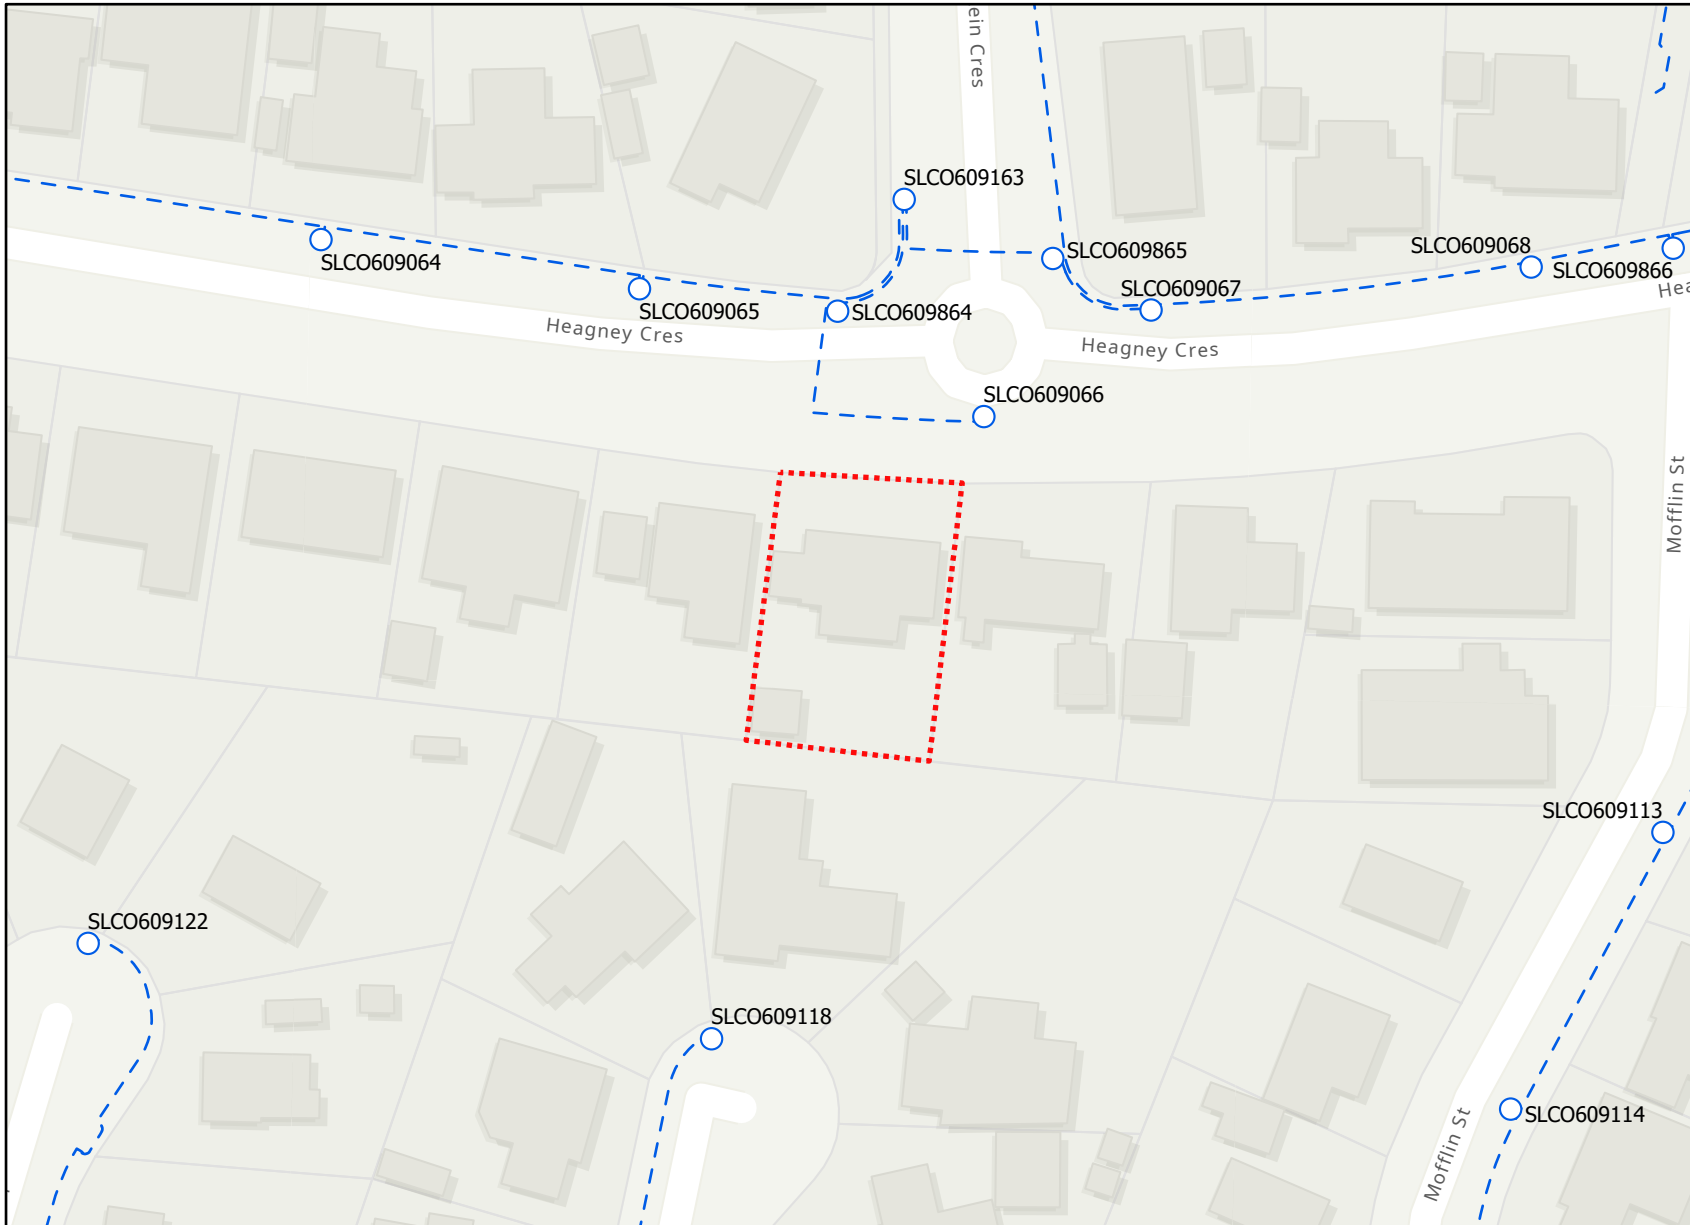 ein Cres
SLCO609163
SLCO609064
SLCO609865
SLCO609068
SLCO609866
SLCO609065
SLCO609864
SLCO609067
Hea
Heagney Cres
Heagney Cres
SLCO609066
Mofflin St
SLCO609113
SLCO609122
SLCO609118
SLCO609114
Mofflin St